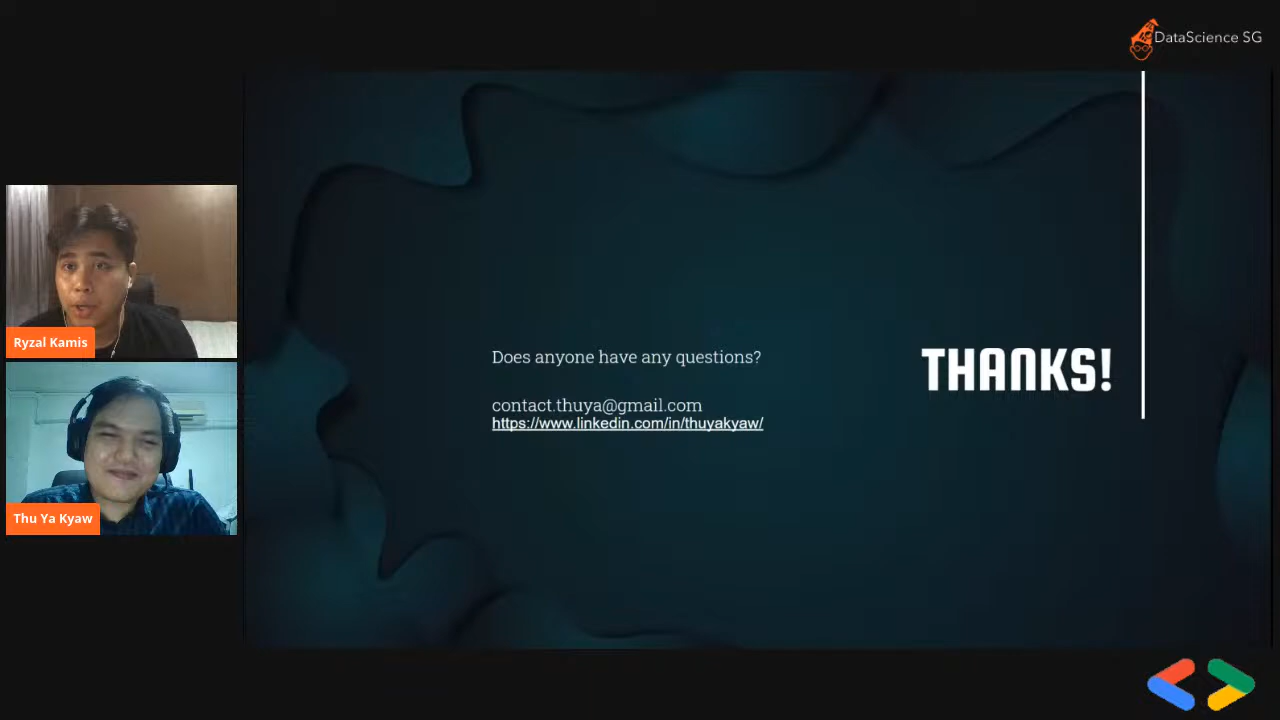 DataScience SG
Ryzal Kamis
Thu Ya Kyaw
Does anyone have any questions?
contact.thuya@gmail.com
https://www.linkedin.com/in/thuyakyaw/
THANKS!